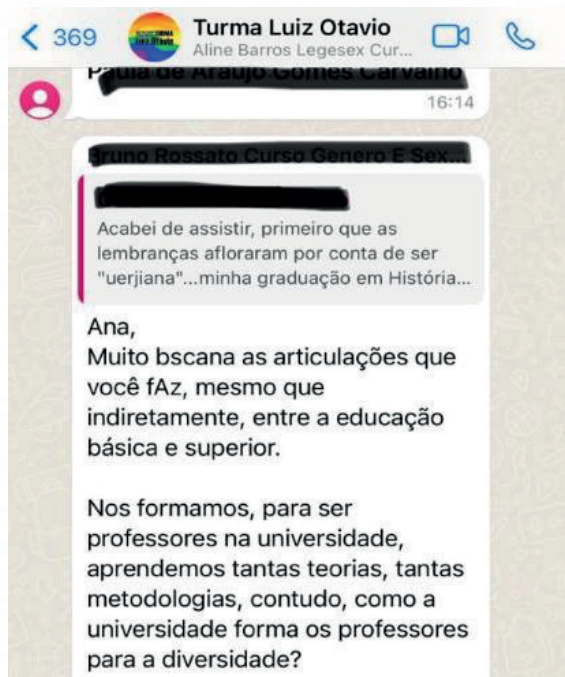 369
Turma Luiz Otavio
Aline Barros Legesex Cur...
16:14
Acabei de assistir, primeiro que as
lembranças afloraram por conta de ser
"uerjiana"...minha graduação em História...
Ana,
Muito bscana as articulações que
você fAz, mesmo que
indiretamente, entre a educação
básica e superior.
Nos formamos, para ser
professores na universidade,
aprendemos tantas teorias, tantas
metodologias, contudo, como a
universidade forma os professores
para a diversidade?